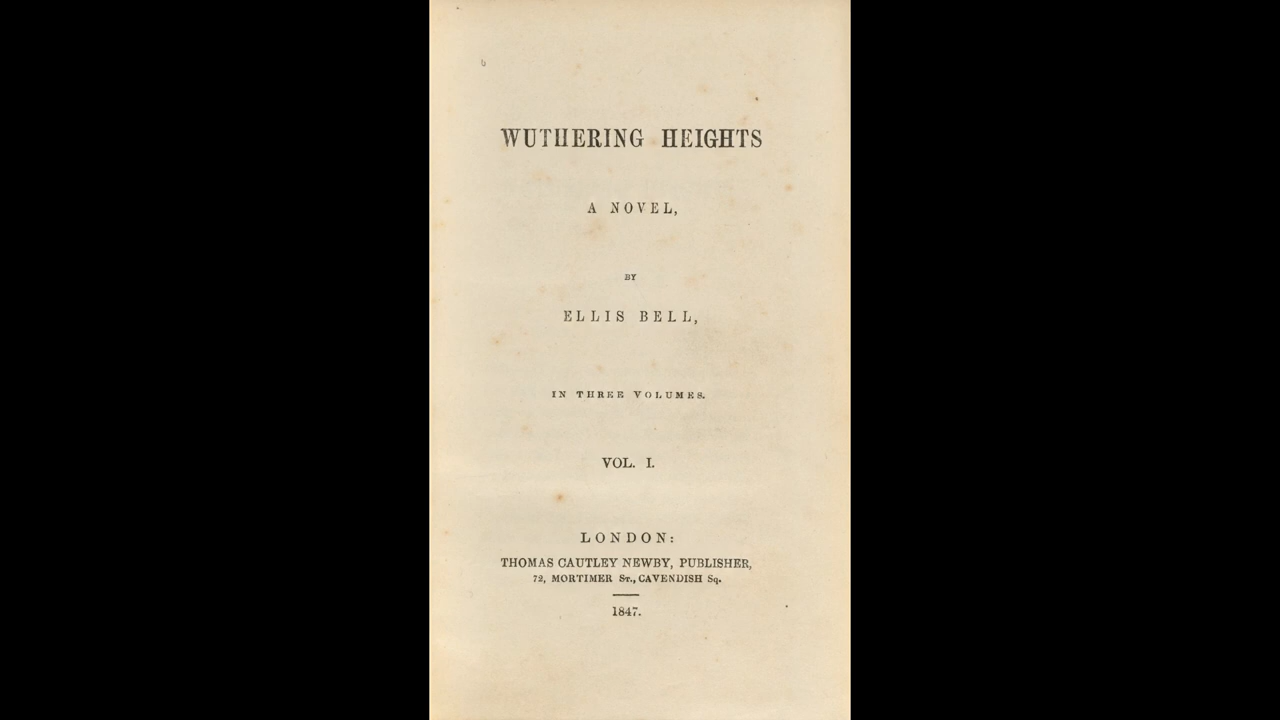 WUTHERING HEIGHTS
A NOVEL,
BY
ELLIS BELL,
IN THREE VOLUMES.
VOL. I.
LONDON:
THOMAS CAUTLEY NEWBY, PUBLISHER,
72, MORTIMER St., CAVENDISH Sq.
1847.